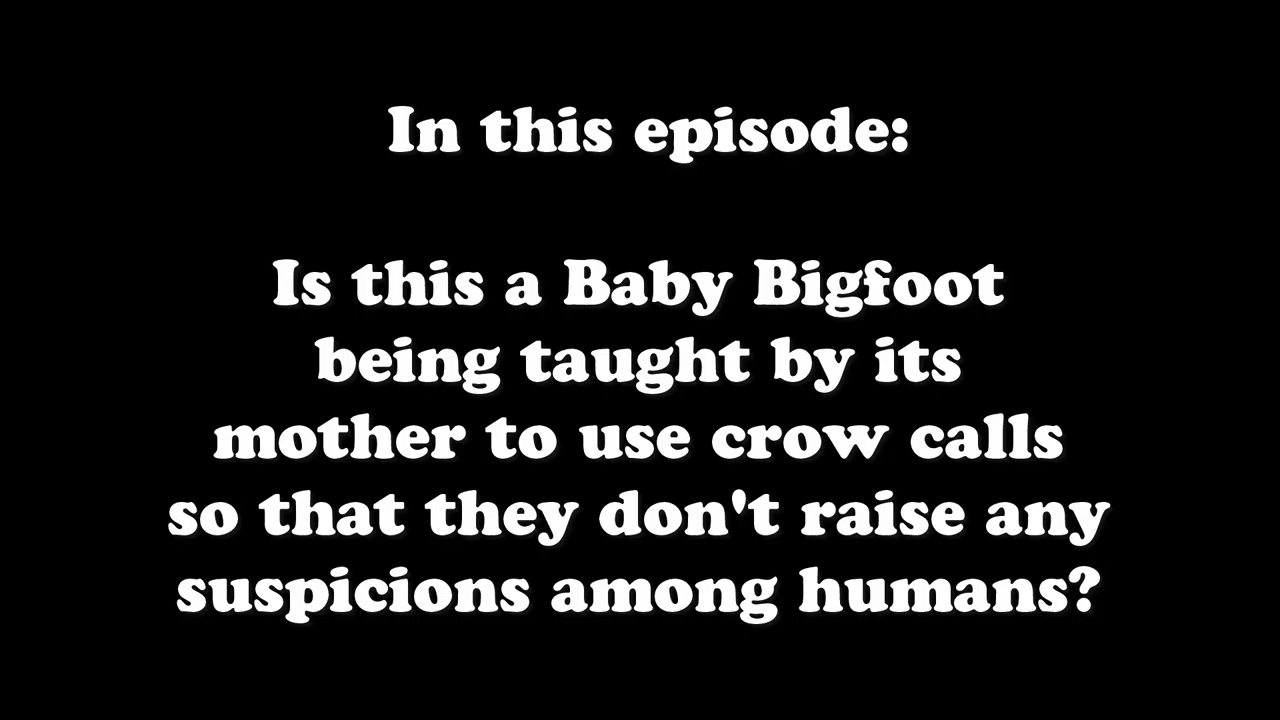 In this episode:
Is this a Baby Bigfoot
being taught by its
mother to use crow calls
so that they don't raise any
suspicions among humans?